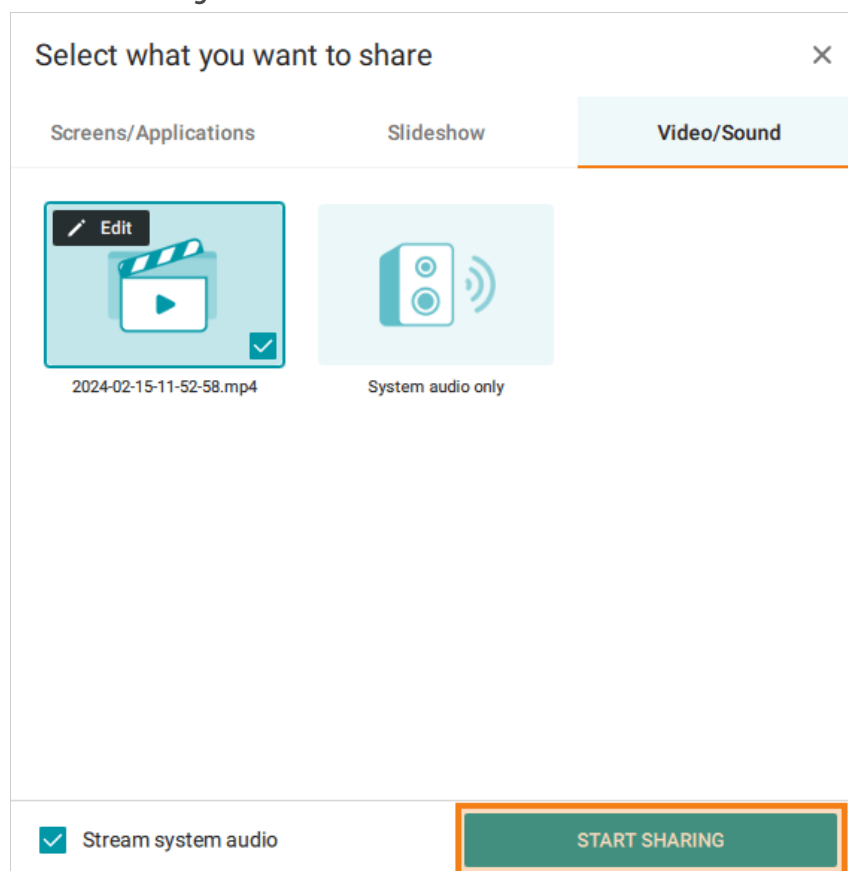 Select what you want to share
Screens/Applications Slideshow Video/Sound
Edit
2024-02-15-11-52-58.mp4 System audio only
Stream system audio START SHARING